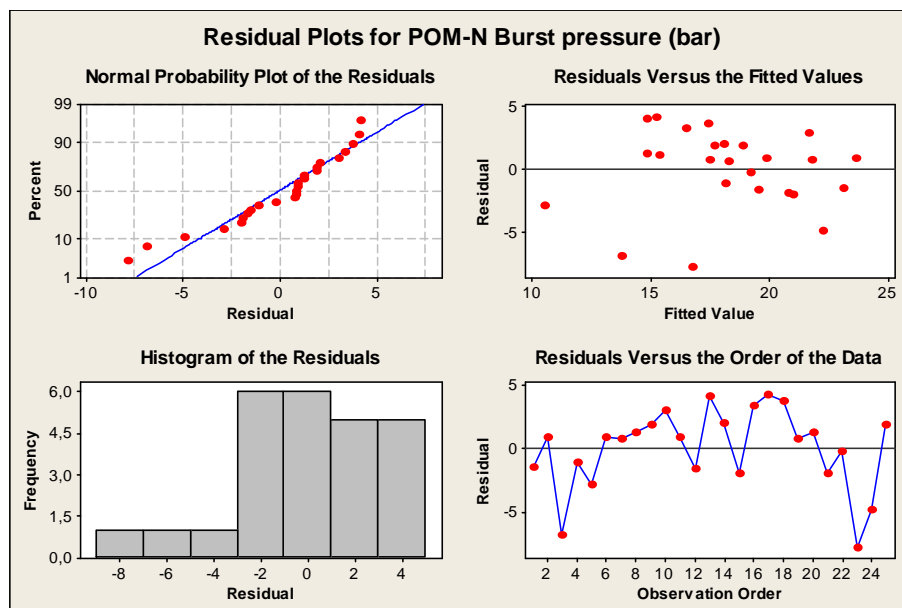 Residual Plots for POM-N Burst pressure (bar)
Normal Probability Plot of the Residuals
99
90
50
10
1
Percent
-10 -5 0 5
Residual
Residuals Versus the Fitted Values
5
0
-5
Residual
10 15 20 25
Fitted Value
Histogram of the Residuals
6,0
4,5
3,0
1,5
0,0
Frequency
-8 -6 -4 -2 0 2 4
Residual
Residuals Versus the Order of the Data
5
0
-5
Residual
2 4 6 8 10 12 14 16 18 20 22 24
Observation Order